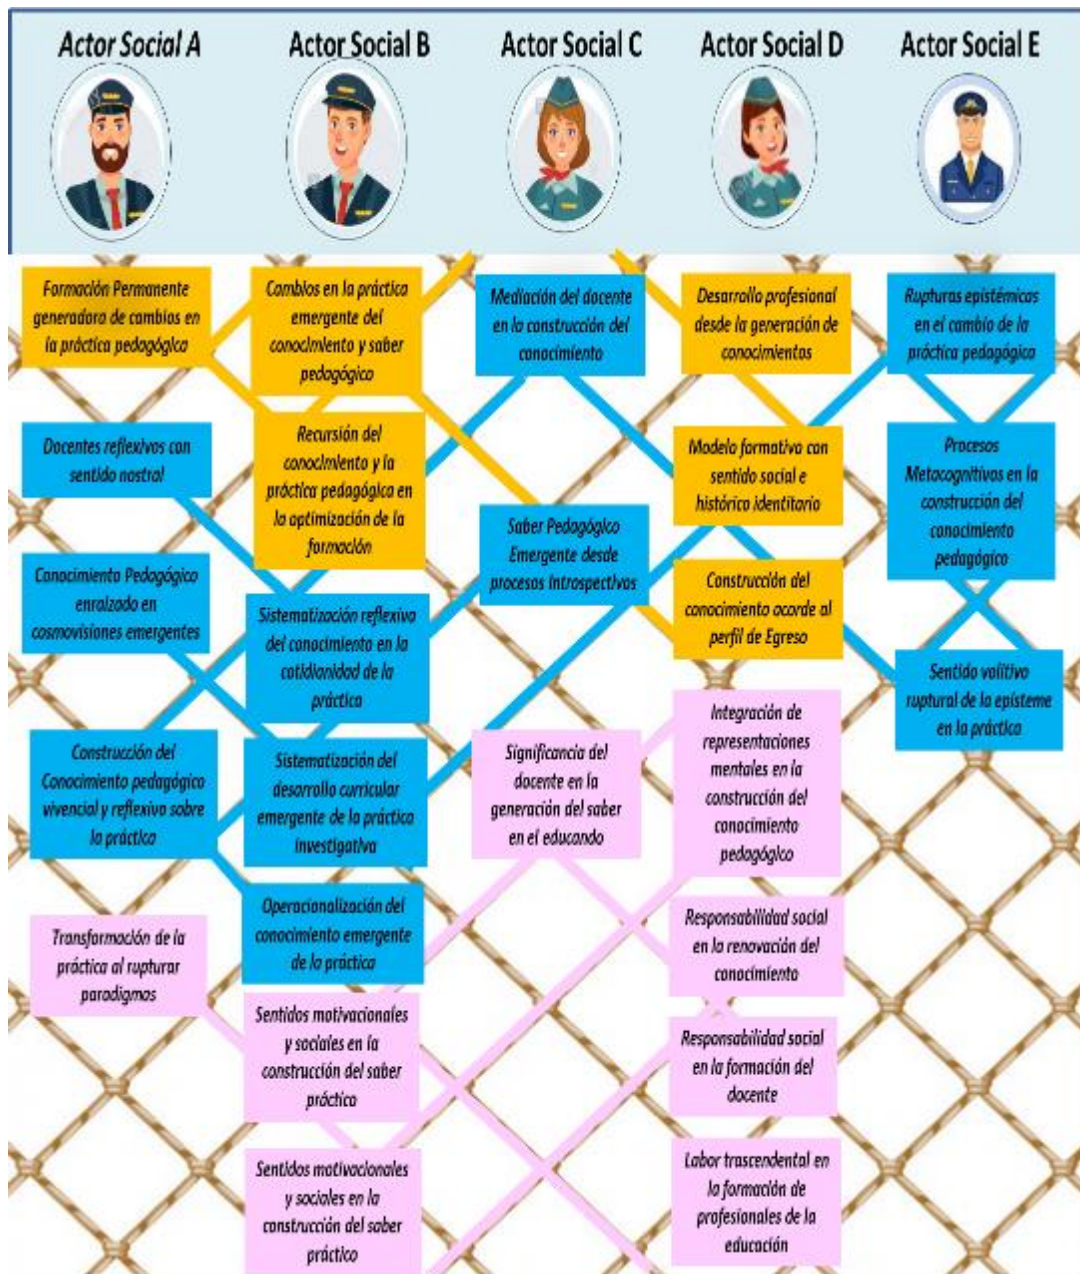 Actor Social A
Formación Permanente
generadora de cambios en
la práctica pedagógica
Docentes reflexivos con
sentido nostral
Conocimiento Pedagógico
enraizado en
cosmovisiones emergentes
Construcción del
Conocimiento pedagógico
vivencial y reflexivo sobre
la práctica
Transformación de la
práctica al rupturar
paradigmas
Actor Social B
Cambios en la práctica
emergente del
conocimiento y saber
pedagógico
Recursión del
conocimiento y la
práctica pedagógica en
la optimización de la
formación
Sistematización reflexiva
del conocimiento en la
cotidianidad de la
práctica
Sistematización del
desarrollo curricular
emergente de la práctica
investigativa
Operacionalización del
conocimiento emergente
de la práctica
Sentidos motivacionales
y sociales en la
construcción del saber
práctico
Sentidos motivacionales
y sociales en la
construcción del saber
práctico
Actor Social C
Mediación del docente
en la construcción del
conocimiento
Saber Pedagógico
Emergente desde
procesos Introspectivos
Significancia del
docente en la
generación del saber
en el educando
Actor Social D
Desarrollo profesional
desde la generación de
conocimientos
Modelo formativo con
sentido social e
histórico identitario
Construcción del
conocimiento acorde al
perfil de Egreso
Integración de
representaciones
mentales en la
construcción del
conocimiento
pedagógico
Responsabilidad social
en la renovación del
conocimiento
Responsabilidad social
en la formación del
docente
Labor trascendental en
la formación de
profesionales de la
educación
Actor Social E
Rupturas epistémicas
en el cambio de la
práctica pedagógica
Procesos
Metacognitivos en la
construcción del
conocimiento
pedagógico
Sentido volitivo
ruptural de la episteme
en la práctica